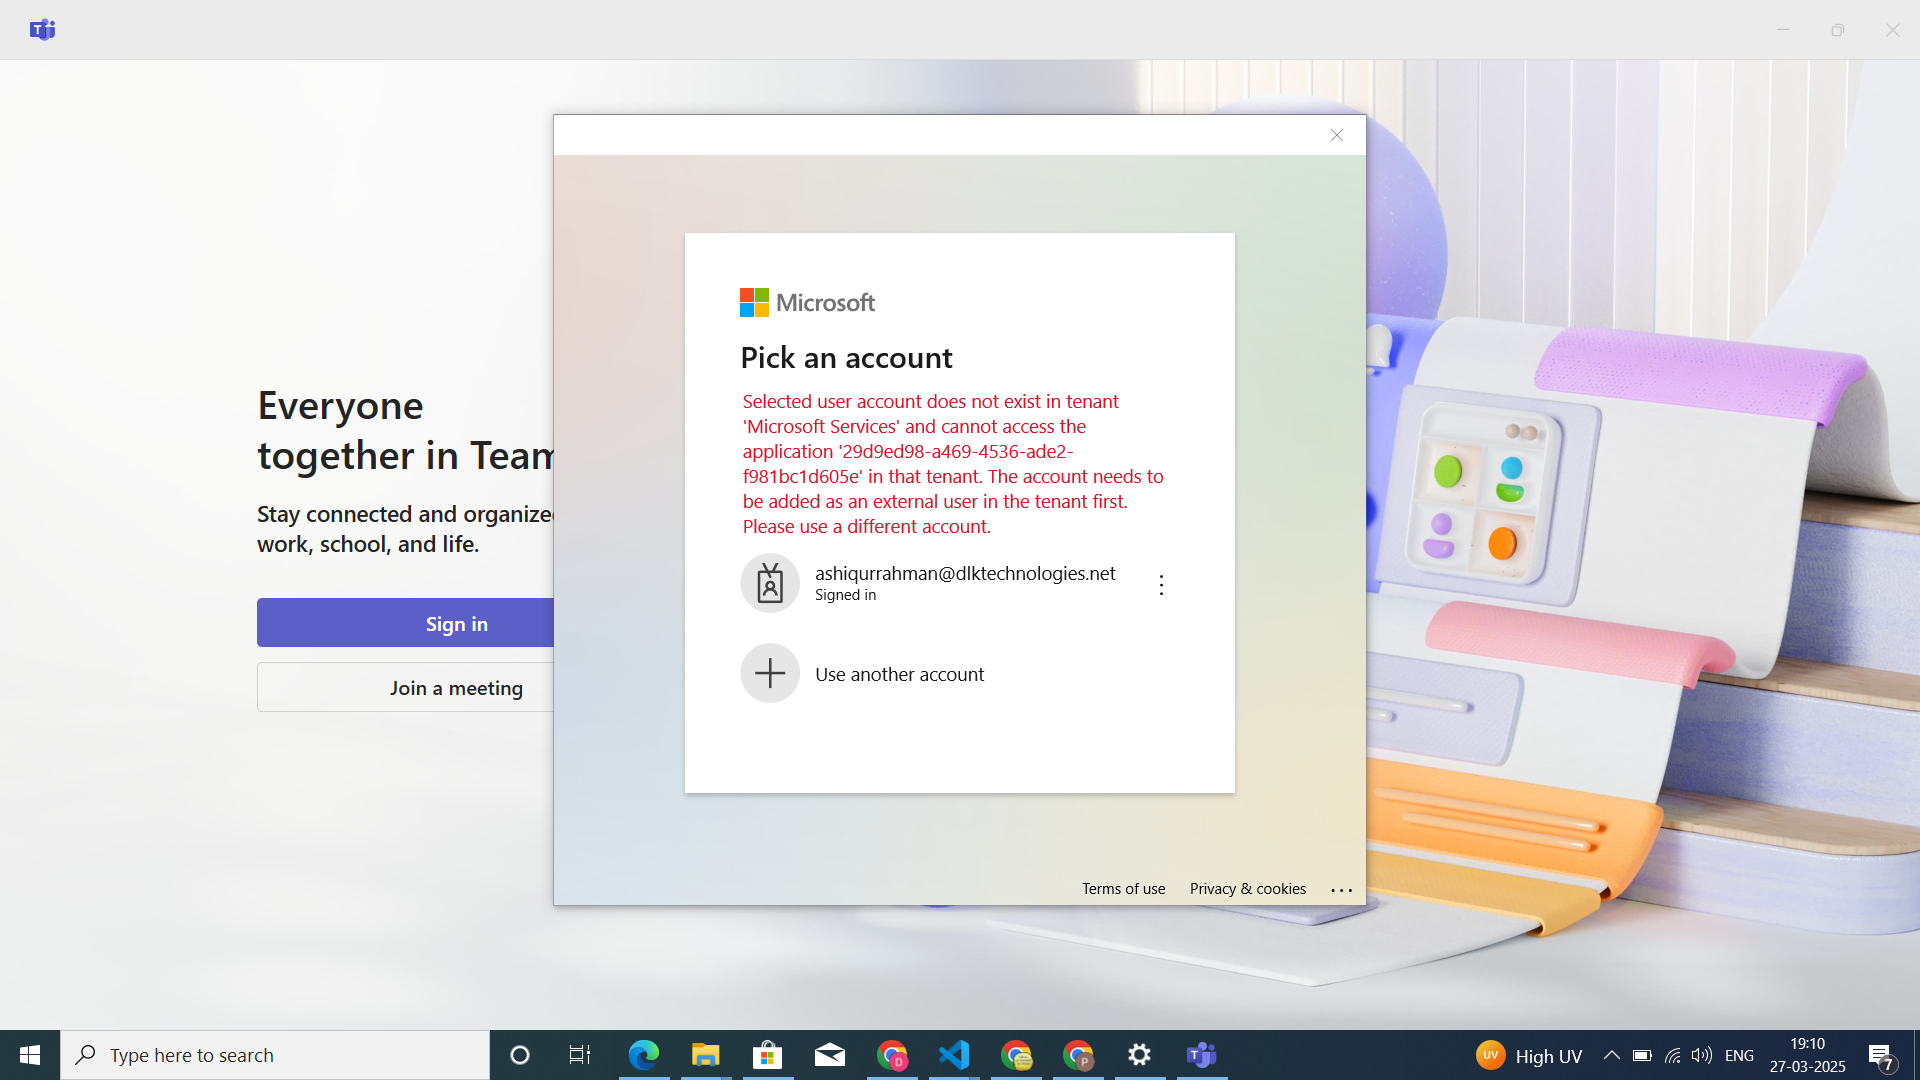 Microsoft
Pick an account
Selected user account does not exist in tenant
'Microsoft Services' and cannot access the
application '29d9ed98-a469-4536-ade2-
f981bc1d605e' in that tenant. The account needs to
be added as an external user in the tenant first.
Please use a different account.
ashiqurrahman@dlktechnologies.net
Signed in
Use another account
Terms of use
Privacy & cookies
Everyone
together in Team
Stay connected and organized
work, school, and life.
Sign in
Join a meeting
Type here to search
D
P
UV
High UV
ENG
19:10
27-03-2025
7